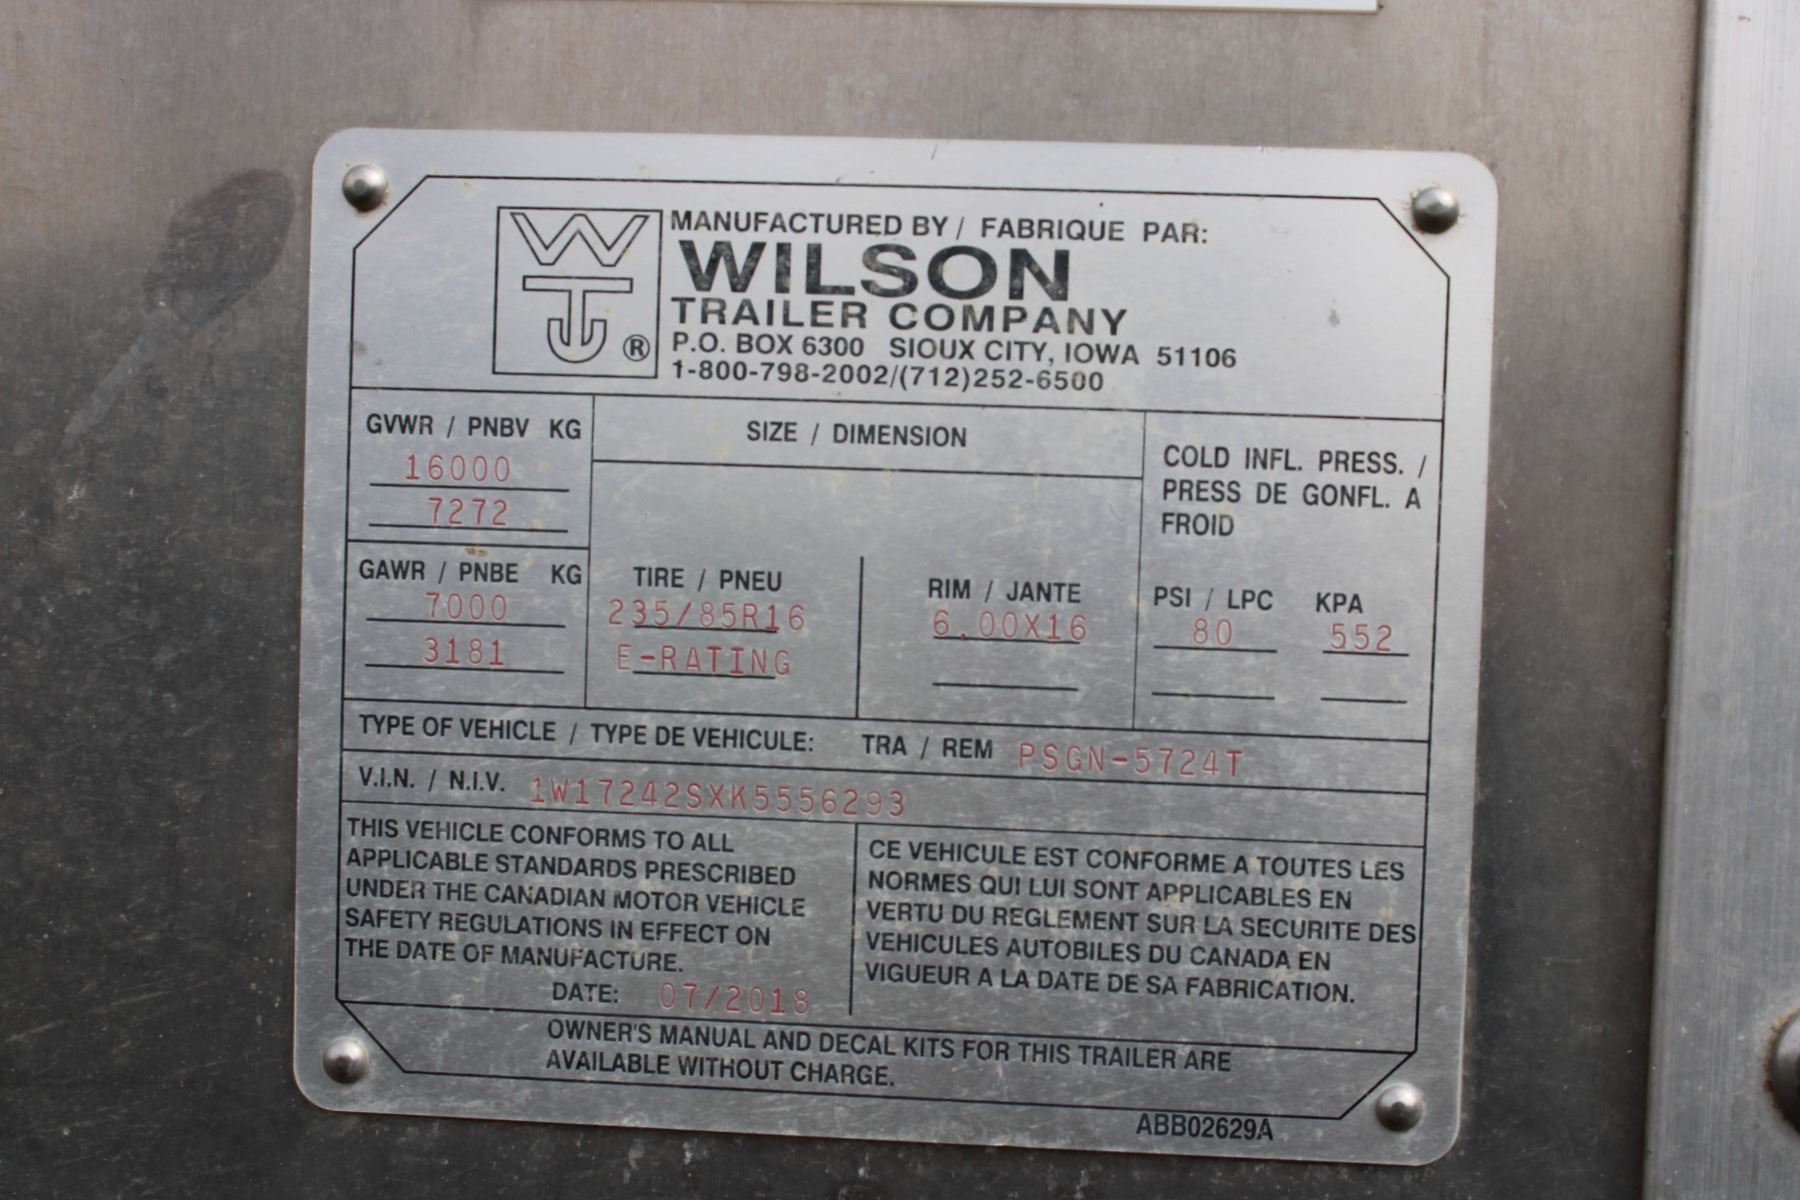 WTJ ®
MANUFACTURED BY / FABRIQUE PAR:
WILSON
TRAILER COMPANY
P.O. BOX 6300 SIOUX CITY, IOWA 51106
1-800-798-2002/(712)252-6500
GVWR / PNBV KG
16000
7272
SIZE / DIMENSION
COLD INFL. PRESS. /
PRESS DE GONFL. A
FROID
GAWR / PNBE KG
7000
3181
TIRE / PNEU
235/85R16
E-RATING
RIM / JANTE
6.00X16
PSI / LPC KPA
80 552
TYPE OF VEHICLE / TYPE DE VEHICULE: TRA / REM PSGN-5724T
V.I.N. / N.I.V. 1W17242SXK5556293
THIS VEHICLE CONFORMS TO ALL
APPLICABLE STANDARDS PRESCRIBED
UNDER THE CANADIAN MOTOR VEHICLE
SAFETY REGULATIONS IN EFFECT ON
THE DATE OF MANUFACTURE.
DATE: 07/2018
CE VEHICULE EST CONFORME A TOUTES LES
NORMES QUI LUI SONT APPLICABLES EN
VERTU DU REGLEMENT SUR LA SECURITE DES
VEHICULES AUTOBILES DU CANADA EN
VIGUEUR A LA DATE DE SA FABRICATION.
OWNER'S MANUAL AND DECAL KITS FOR THIS TRAILER ARE
AVAILABLE WITHOUT CHARGE.
ABB02629A